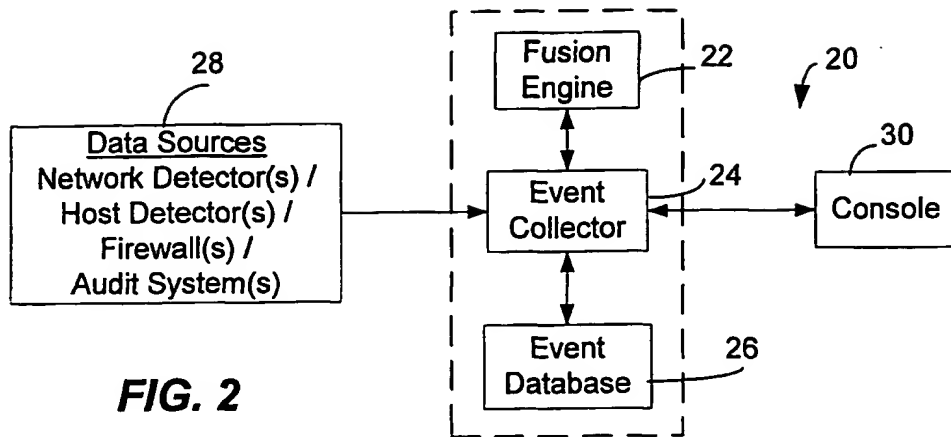 28
Data Sources
Network Detector(s) /
Host Detector(s) /
Firewall(s) /
Audit System(s)
Fusion
Engine
22
20
Event
Collector
24
30
Console
Event
Database
26
FIG. 2